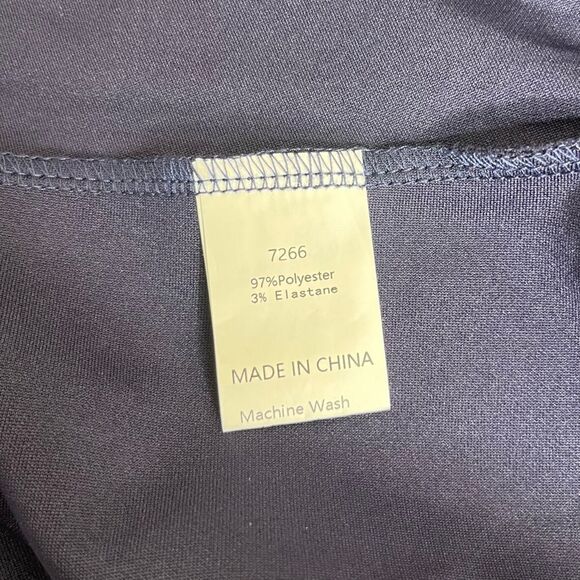 7266
97%Polyester
3% Elastane
MADE IN CHINA
Machine Wash